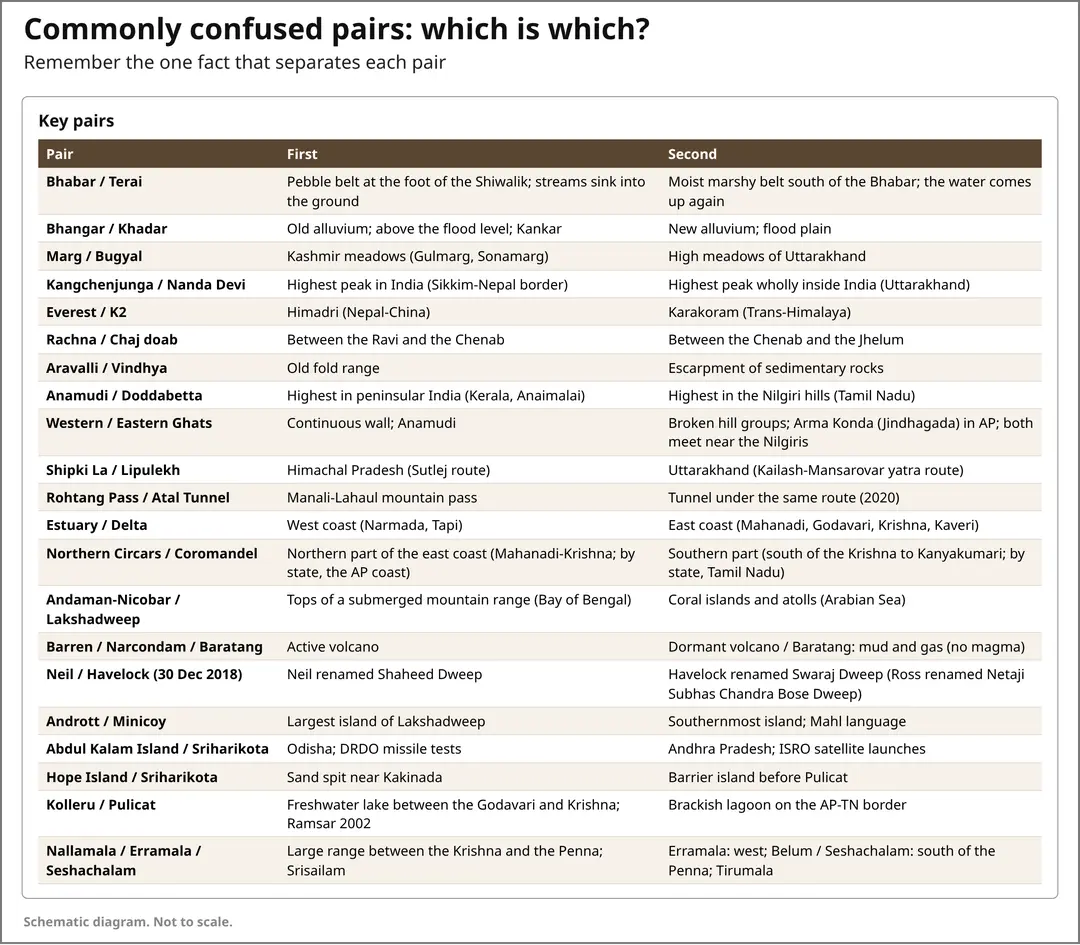 Commonly confused pairs: which is which?
Remember the one fact that separates each pair
Key pairs
Pair First Second
Bhabar / Terai Pebble belt at the foot of the Shiwalik; streams sink into the ground Moist marshy belt south of the Bhabar; the water comes up again
Bhangar / Khadar Old alluvium; above the flood level; Kankar New alluvium; flood plain
Marg / Bugyal Kashmir meadows (Gulmarg, Sonamarg) High meadows of Uttarakhand
Kangchenjunga / Nanda Devi Highest peak in India (Sikkim-Nepal border) Highest peak wholly inside India (Uttarakhand)
Everest / K2 Himadri (Nepal-China) Karakoram (Trans-Himalaya)
Rachna / Chaj doab Between the Ravi and the Chenab Between the Chenab and the Jhelum
Aravalli / Vindhya Old fold range Escarpment of sedimentary rocks
Anamudi / Doddabetta Highest in peninsular India (Kerala, Anaimalai) Highest in the Nilgiri hills (Tamil Nadu)
Western / Eastern Ghats Continuous wall; Anamudi Broken hill groups; Arma Konda (Jindhagada) in AP; both meet near the Nilgiris
Shipki La / Lipulekh Himachal Pradesh (Sutlej route) Uttarakhand (Kailash-Mansarovar yatra route)
Rohtang Pass / Atal Tunnel Manali-Lahaul mountain pass Tunnel under the same route (2020)
Estuary / Delta West coast (Narmada, Tapi) East coast (Mahanadi, Godavari, Krishna, Kaveri)
Northern Circars / Coromandel Northern part of the east coast (Mahanadi-Krishna; by state, the AP coast) Southern part (south of the Krishna to Kanyakumari; by state, Tamil Nadu)
Andaman-Nicobar / Lakshadweep Tops of a submerged mountain range (Bay of Bengal) Coral islands and atolls (Arabian Sea)
Barren / Narcondam / Baratang Active volcano Dormant volcano / Baratang: mud and gas (no magma)
Neil / Havelock (30 Dec 2018) Neil renamed Shaheed Dweep Havelock renamed Swaraj Dweep (Ross renamed Netaji Subhas Chandra Bose Dweep)
Andrott / Minicoy Largest island of Lakshadweep Southernmost island; Mahl language
Abdul Kalam Island / Sriharikota Odisha; DRDO missile tests Andhra Pradesh; ISRO satellite launches
Hope Island / Sriharikota Sand spit near Kakinada Barrier island before Pulicat
Kolleru / Pulicat Freshwater lake between the Godavari and Krishna; Ramsar 2002 Brackish lagoon on the AP-TN border
Nallamala / Erramala / Seshachalam Large range between the Krishna and the Penna; Srisailam Erramala: west; Belum / Seshachalam: south of the Penna; Tirumala
Schematic diagram. Not to scale.